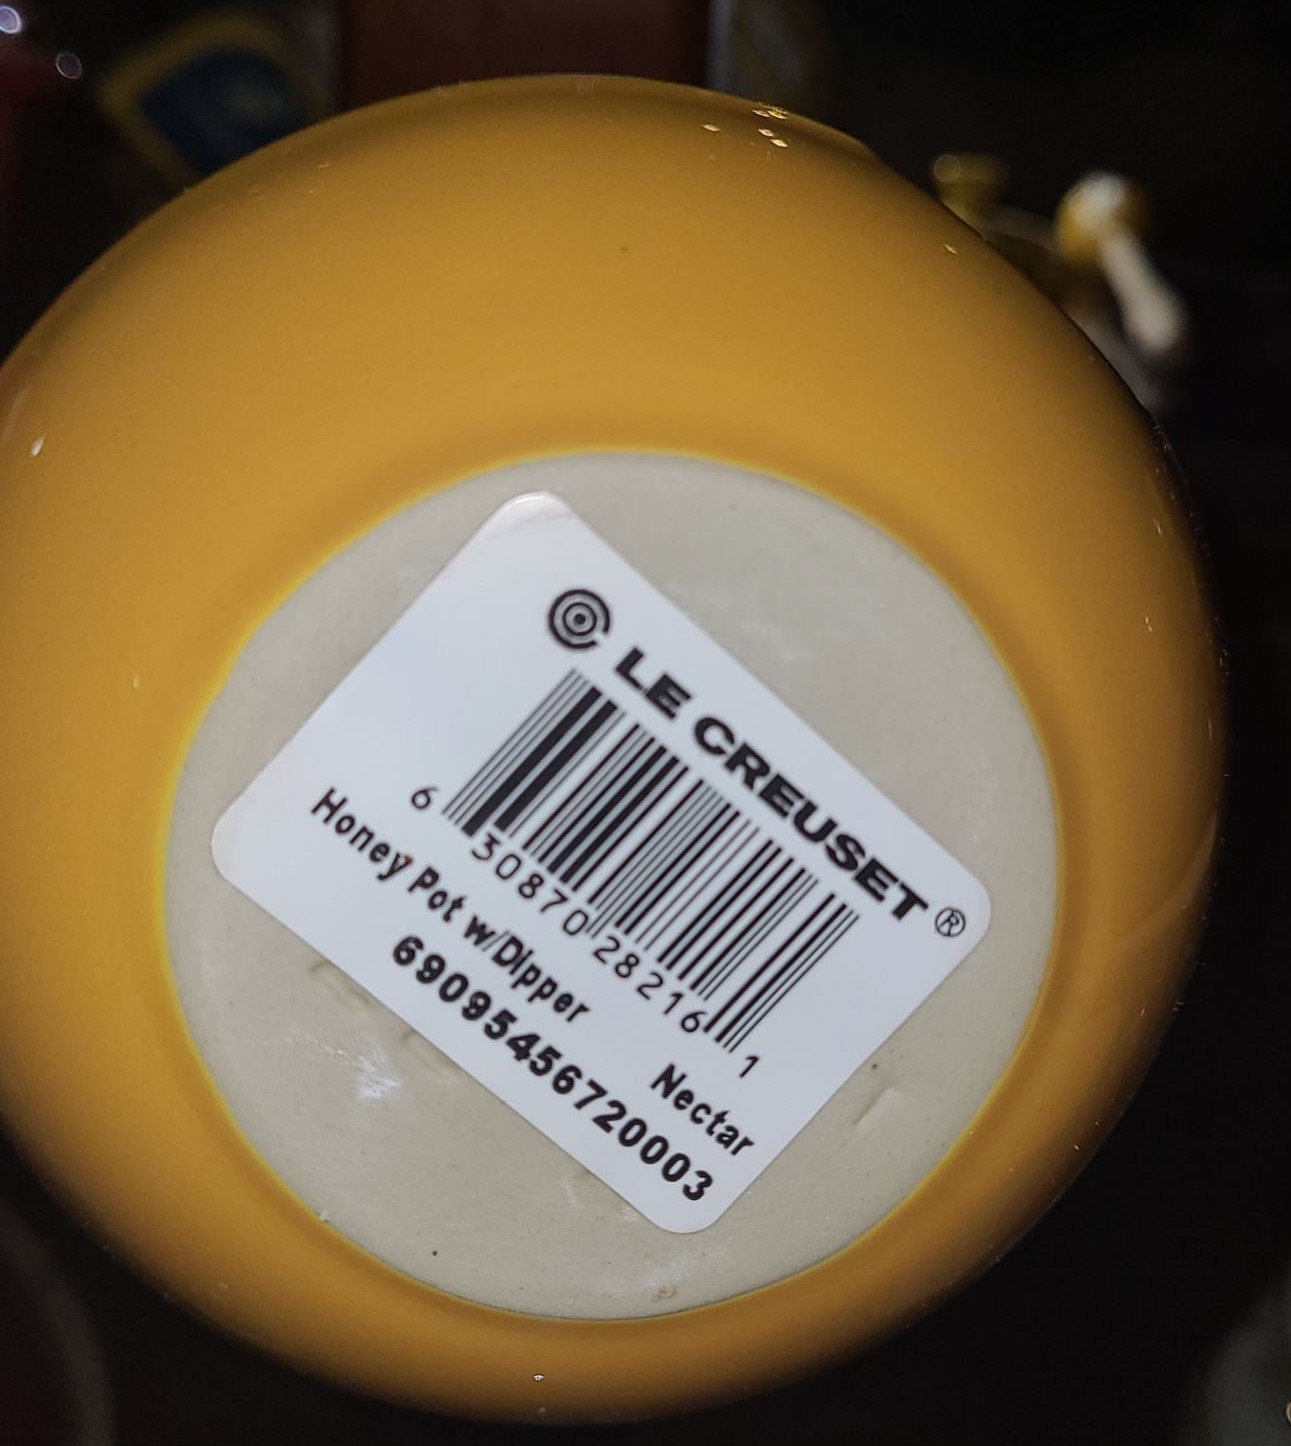 LE CREUSET®
6 30870 28216 1
Honey Pot w/Dipper Nectar
69095456720003